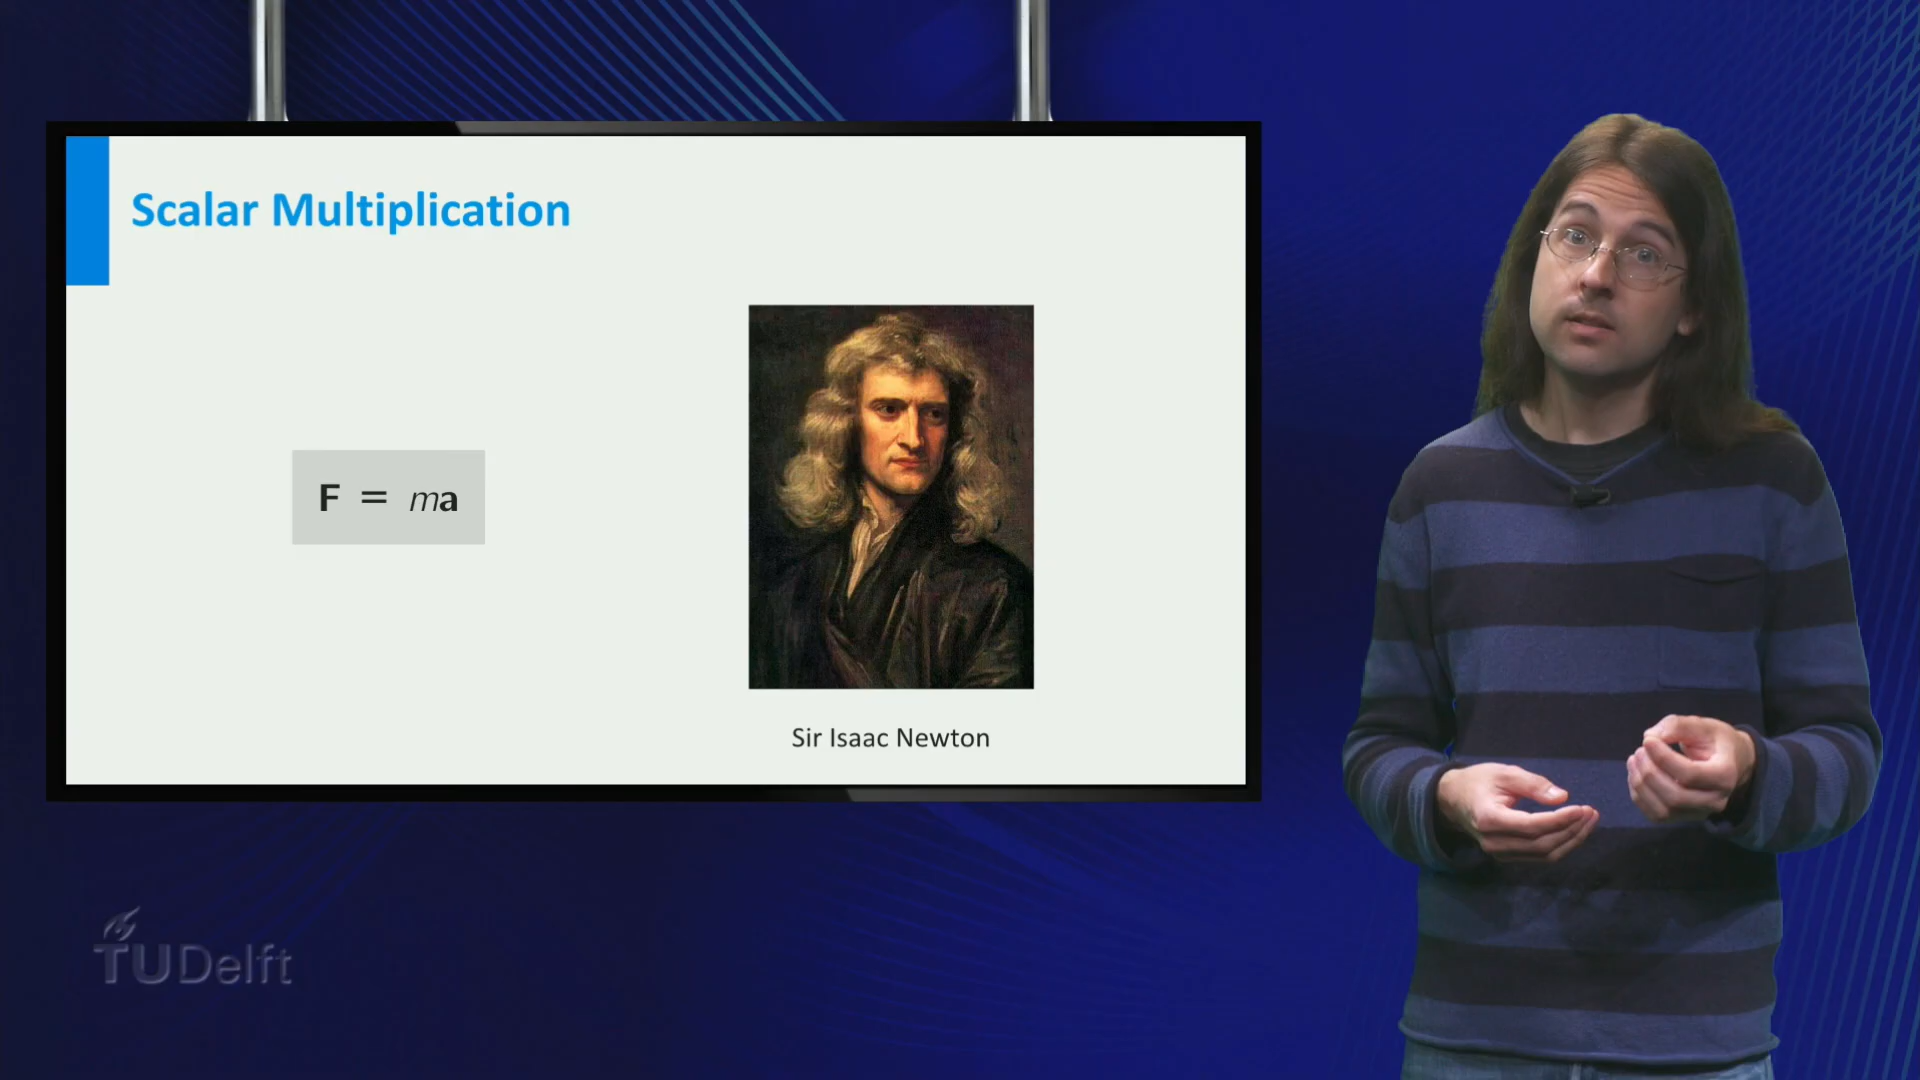 Scalar Multiplication
F = ma
Sir Isaac Newton
TUDelft